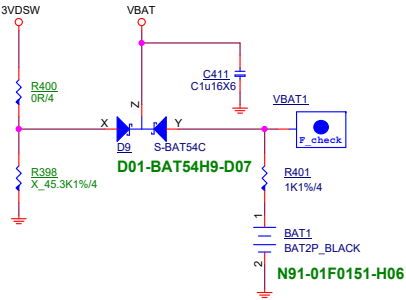 3VDSW
VBAT
R400
0R/4
C411
C1u16X6
VBAT1
F_check
X
Z
Y
D9
S-BAT54C
D01-BAT54H9-D07
R398
X_45.3K1%/4
R401
1K1%/4
1
BAT1
BAT2P_BLACK
2
N91-01F0151-H06